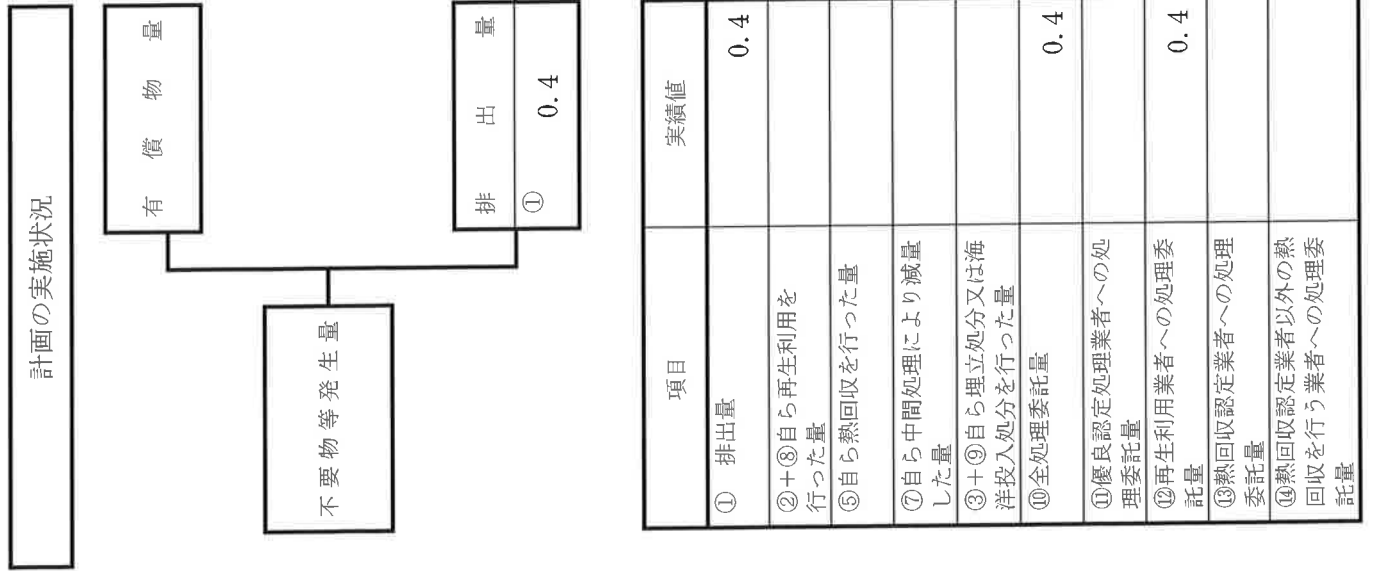 計画の実施状況
有償物量
不要物等発生量
排出量
①
0.4
項目 実績値
① 排出量 0.4
②+⑧自ら再生利用を
行った量
⑤自ら熱回収を行った量
⑦自ら中間処理により減量
した量
③+⑨自ら埋立処分又は海
洋投入処分を行った量
⑩全処理委託量 0.4
⑪優良認定処理業者への処
理委託量
⑫再生利用業者への処理委
託量 0.4
⑬熱回収認定業者への処理
委託量
⑭熱回収認定業者以外の熱
回収を行う業者への処理委
託量